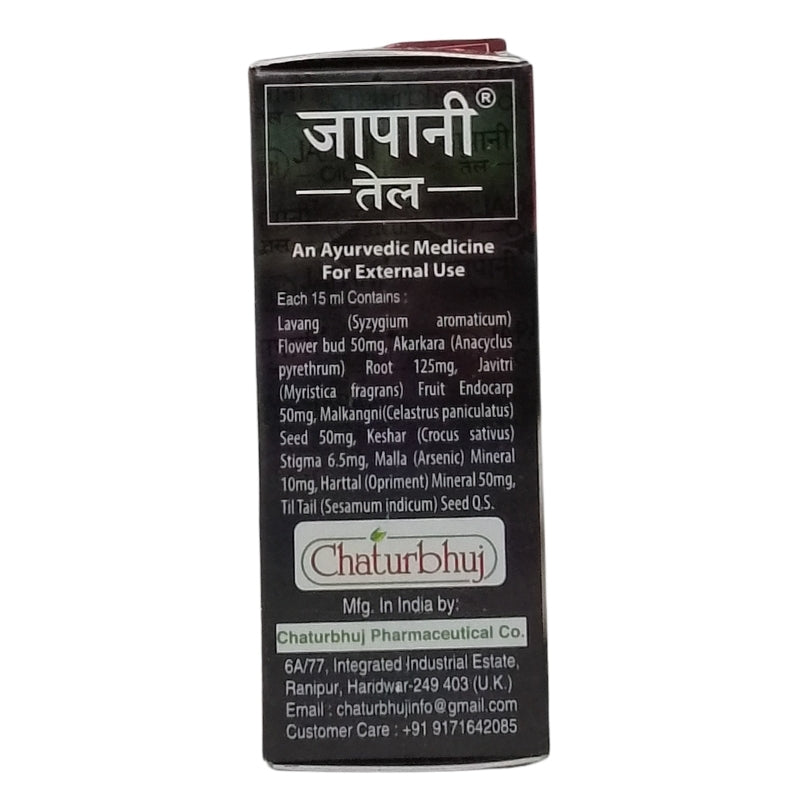 जापानी®
तेल
An Ayurvedic Medicine
For External Use
Each 15 ml Contains :
Lavang (Syzygium aromaticum)
Flower bud 50mg, Akarkara (Anacyclus
pyrethrum) Root 125mg, Javitri
(Myristica fragrans) Fruit Endocarp
50mg, Malkangni(Celastrus paniculatus)
Seed 50mg, Keshar (Crocus sativus)
Stigma 6.5mg, Malla (Arsenic) Mineral
10mg, Harttal (Opriment) Mineral 50mg,
Til Tail (Sesamum indicum) Seed Q.S.
Chaturbhuj
Mfg. In India by:
Chaturbhuj Pharmaceutical Co.
6A/77, Integrated Industrial Estate,
Ranipur, Haridwar-249 403 (U.K.)
Email : chaturbhujinfo@gmail.com
Customer Care : +91 9171642085